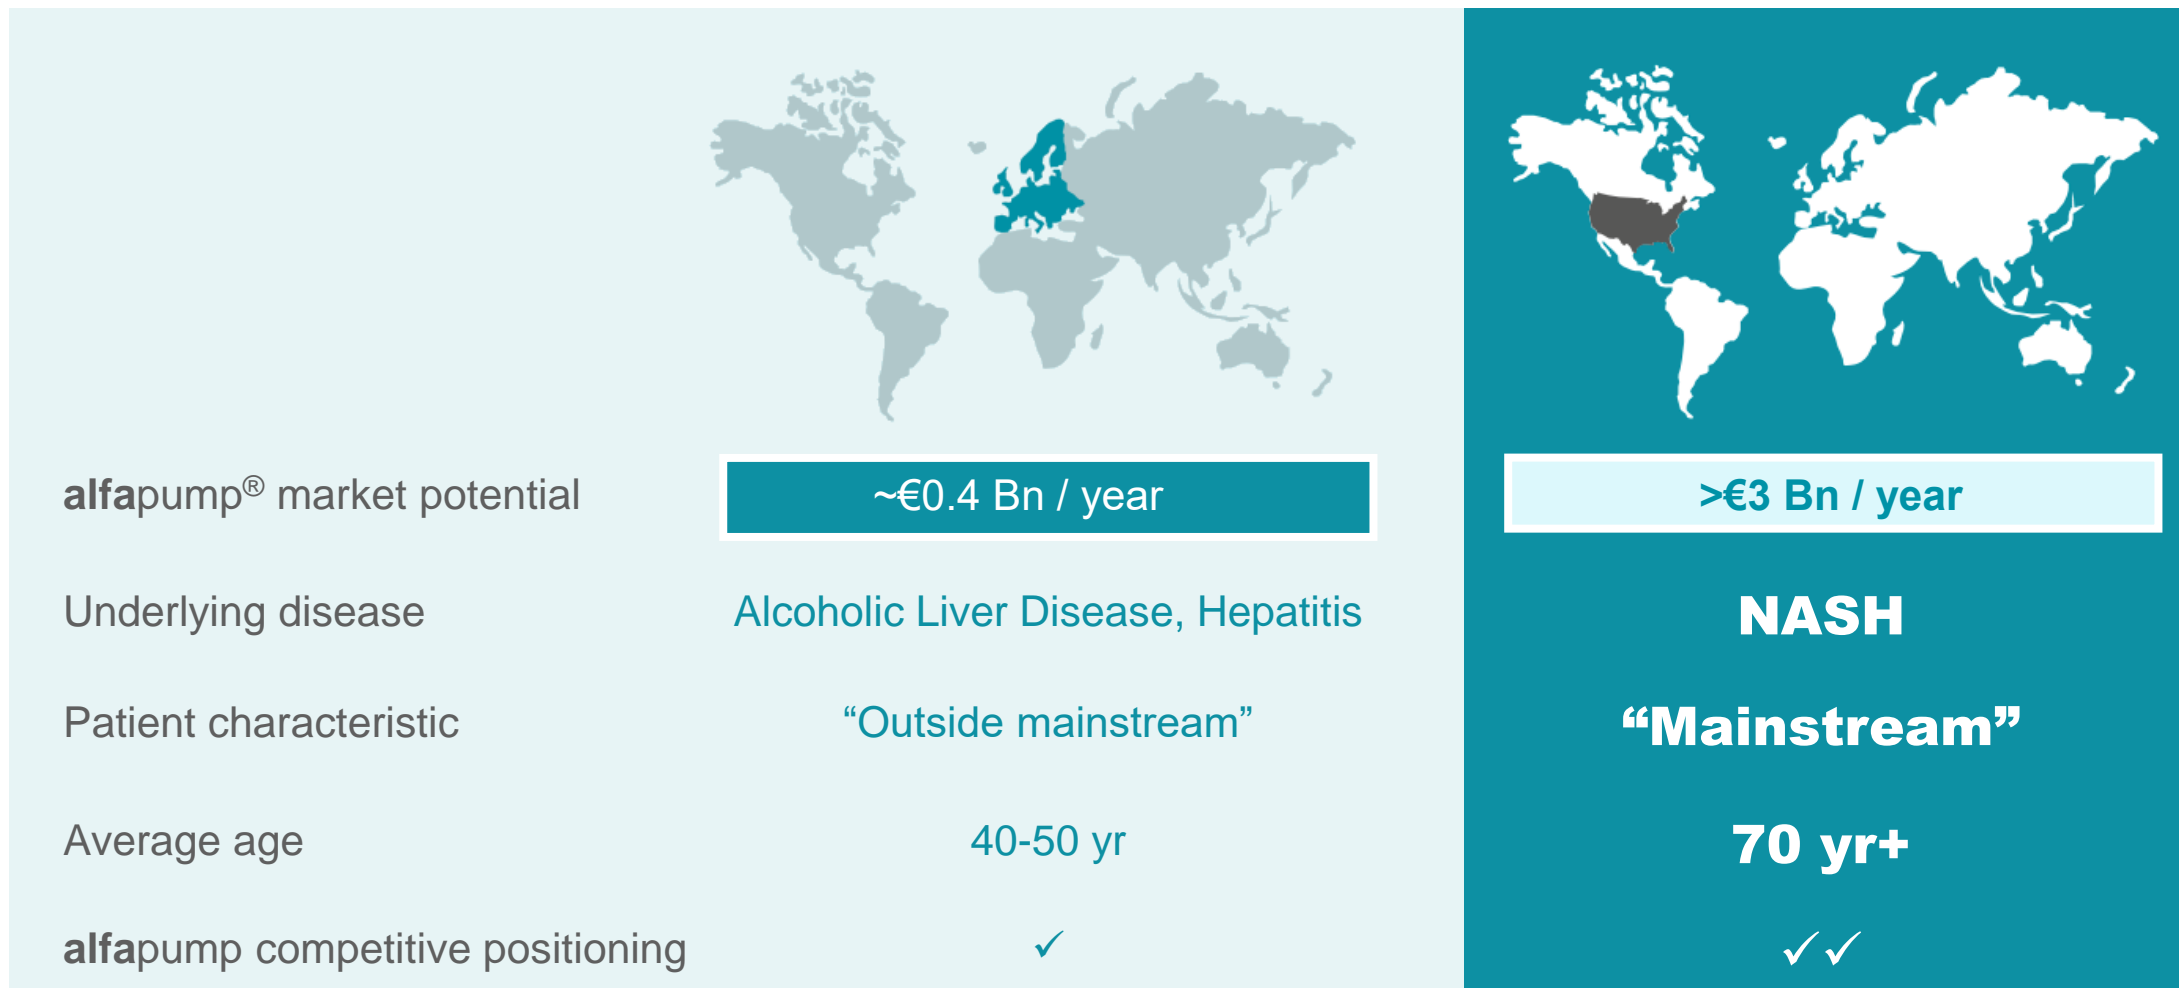 alfapump® market potential ~€0.4 Bn / year >€3 Bn / year
Underlying disease Alcoholic Liver Disease, Hepatitis NASH
Patient characteristic “Outside mainstream” “Mainstream”
Average age 40-50 yr 70 yr+
alfapump competitive positioning ✓ ✓✓